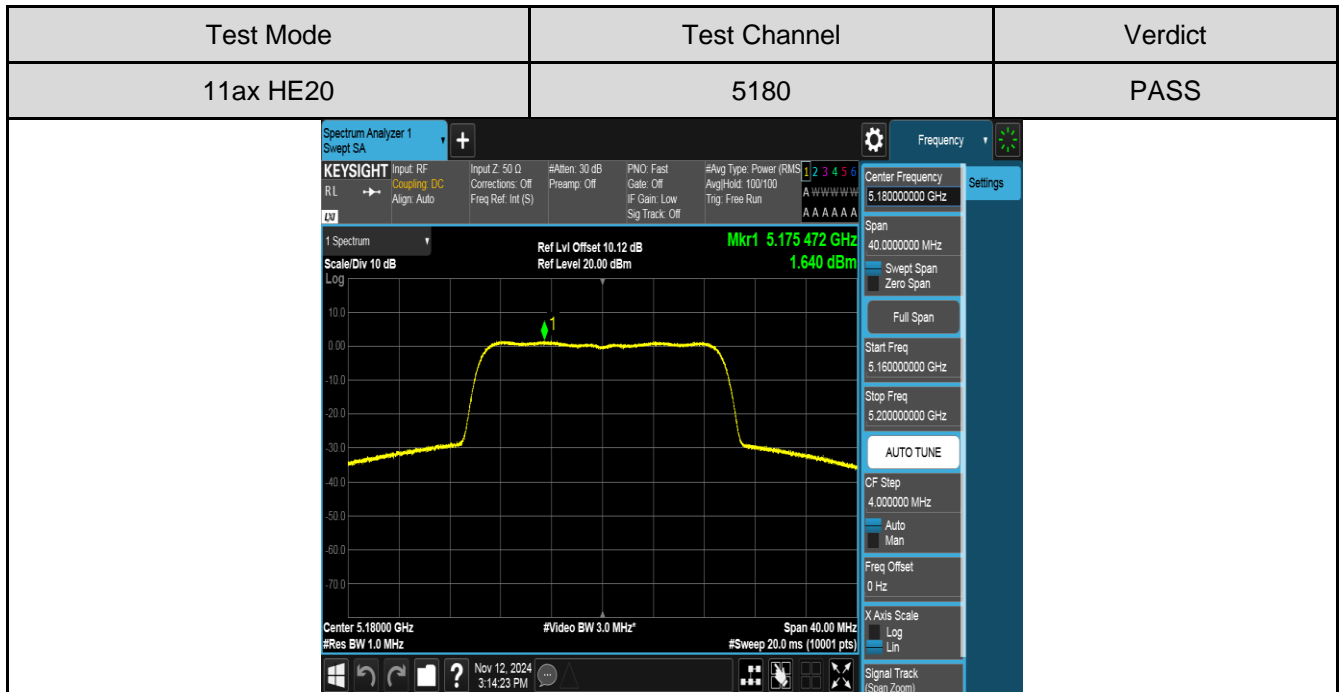 Test Mode
Test Channel
Verdict
11ax HE20
5180
PASS
Spectrum Analyzer 1
Swept SA
+
Frequency
KEYSIGHT
RL
LXI
Input: RF
Coupling: DC
Align: Auto
Input Z: 50 Ω
Corrections: Off
Freq Ref: Int (S)
#Atten: 30 dB
Preamp: Off
PNO: Fast
Gate: Off
IF Gain: Low
Sig Track: Off
#Avg Type: Power (RMS
Avg|Hold: 100/100
Trig: Free Run
1 2 3 4 5 6
A W W W W W
A A A A A A
1 Spectrum
Scale/Div 10 dB
Log
Ref Lvl Offset 10.12 dB
Ref Level 20.00 dBm
Mkr1 5.175 472 GHz
1.640 dBm
1
10.0
0.00
-10.0
-20.0
-30.0
-40.0
-50.0
-60.0
-70.0
Center 5.18000 GHz
#Res BW 1.0 MHz
#Video BW 3.0 MHz*
Span 40.00 MHz
#Sweep 20.0 ms (10001 pts)
?
Nov 12, 2024
3:14:23 PM
Center Frequency
5.180000000 GHz
Settings
Span
40.0000000 MHz
Swept Span
Zero Span
Full Span
Start Freq
5.160000000 GHz
Stop Freq
5.200000000 GHz
AUTO TUNE
CF Step
4.000000 MHz
Auto
Man
Freq Offset
0 Hz
X Axis Scale
Log
Lin
Signal Track
(Span Zoom)